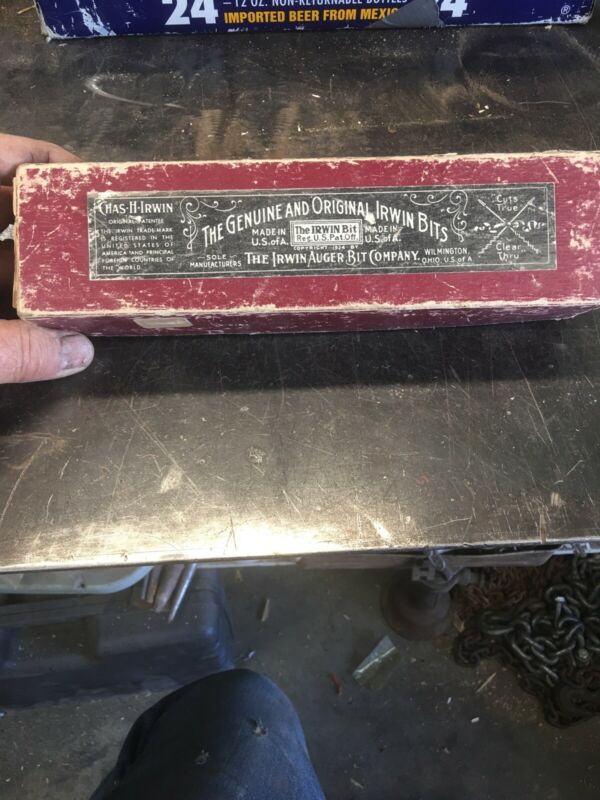 24 – 12 OZ. NON-RETURNABLE BOTTLES 4
IMPORTED BEER FROM MEXIC
®
CHAS·H·IRWIN
ORIGINAL PATENTEE
THE IRWIN TRADE MARK
IS REGISTERED IN THE
UNITED STATES OF
AMERICA AND PRINCIPAL
FOREIGN COUNTRIES OF
THE WORLD.
THE GENUINE AND ORIGINAL IRWIN BITS
MADE IN
U.S. OF A.
The IRWIN Bit
Reg. U.S. Pat. Off.
MADE IN
U.S. OF A.
COPYRIGHT 1924 BY
SOLE
MANUFACTURERS
THE IRWIN AUGER BIT COMPANY.
WILMINGTON,
OHIO, U.S. of A.
Cuts
True
Clear
Thru